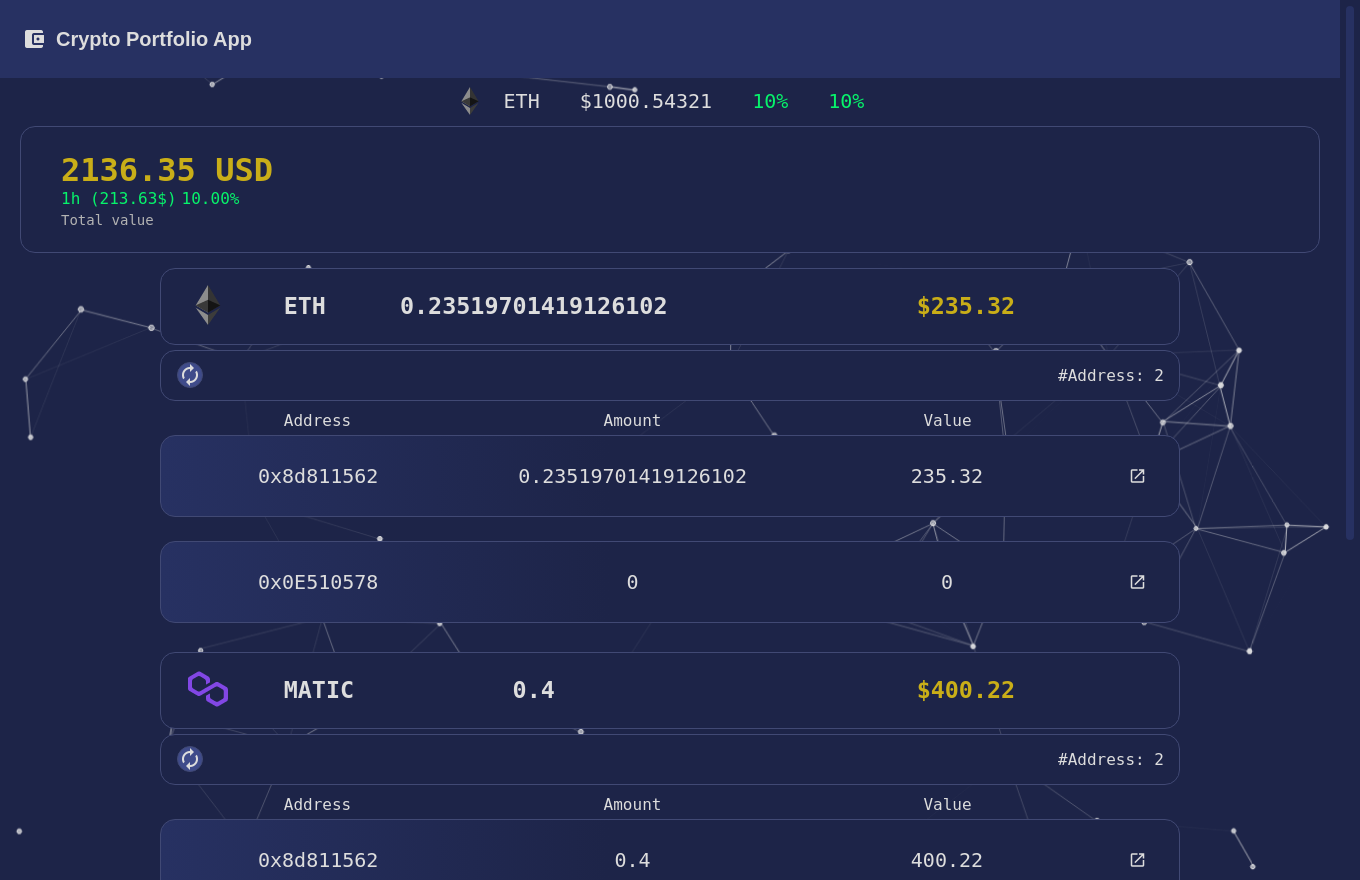 Crypto Portfolio App
ETH $1000.54321 10% 10%
2136.35 USD
1h (213.63$) 10.00%
Total value
ETH 0.23519701419126102 $235.32
#Address: 2
Address Amount Value
0x8d811562 0.23519701419126102 235.32
0x0E510578 0 0
MATIC 0.4 $400.22
#Address: 2
Address Amount Value
0x8d811562 0.4 400.22